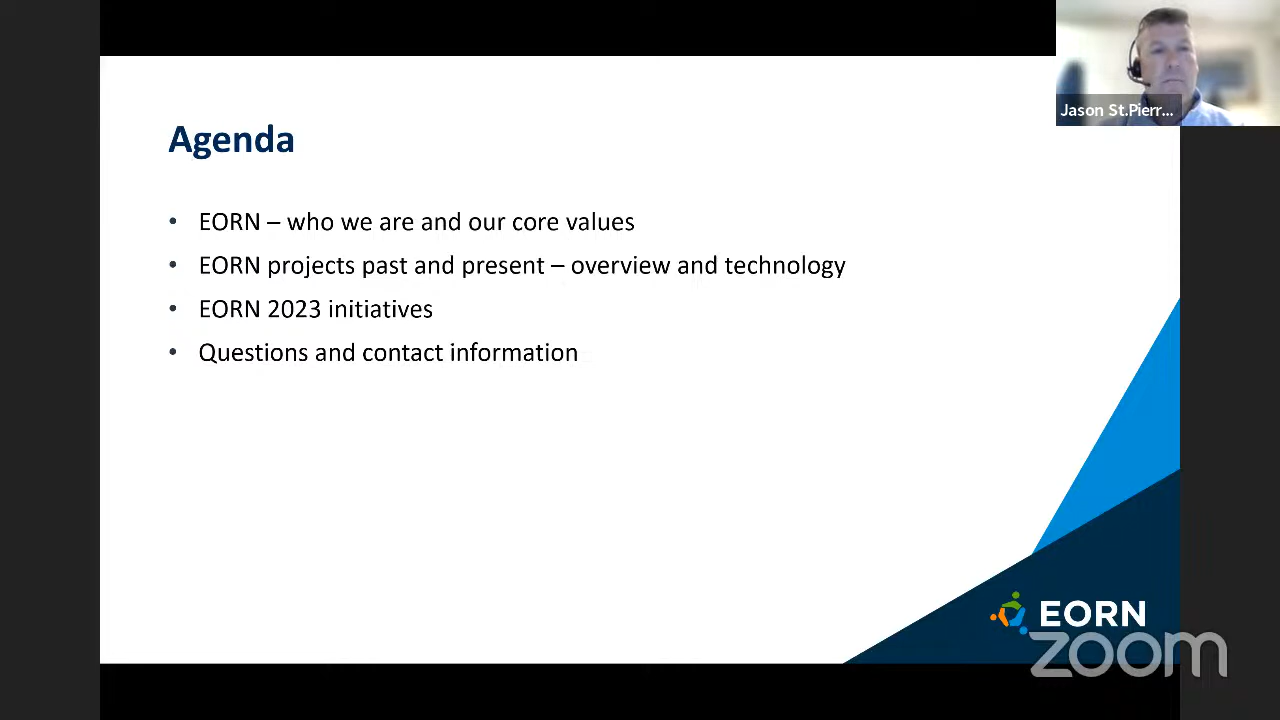 Jason St.Pierr...
Agenda
• EORN – who we are and our core values
• EORN projects past and present – overview and technology
• EORN 2023 initiatives
• Questions and contact information
EORN
zoom